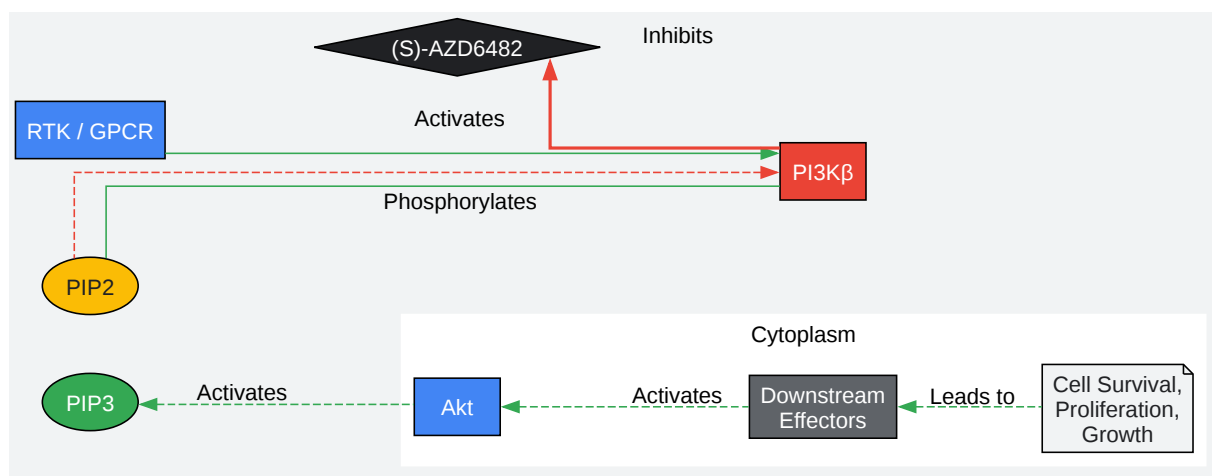 (S)-AZD6482
Inhibits
Activates
RTK / GPCR
PI3Kβ
Phosphorylates
PIP2
Cytoplasm
PIP3
Activates
Akt
Activates
Downstream
Effectors
Leads to
Cell Survival,
Proliferation,
Growth